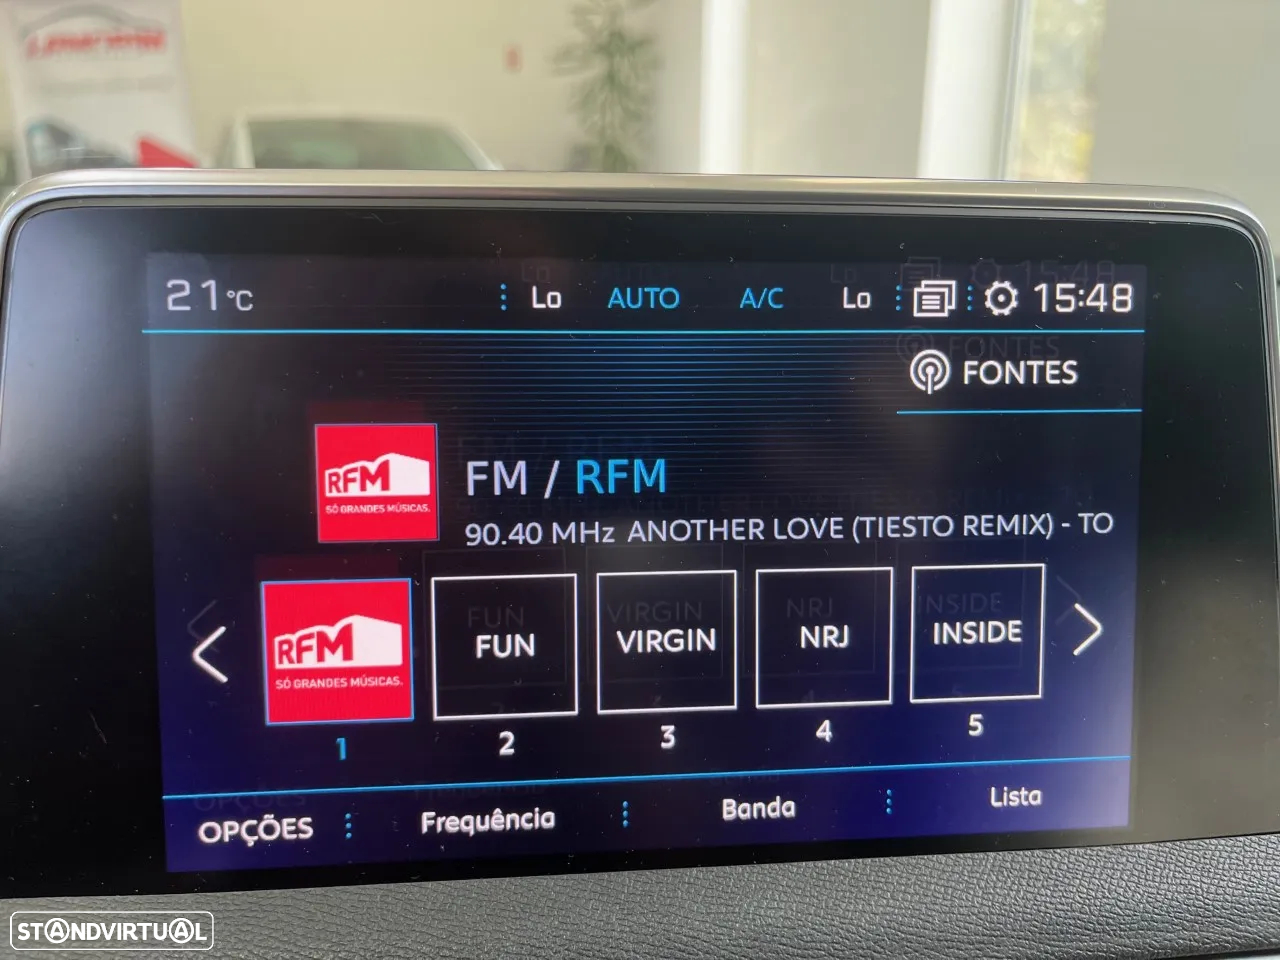 21°C Lo AUTO A/C Lo 15:48
FONTES
RFM
SÓ GRANDES MÚSICAS.
FM / RFM
90.40 MHz ANOTHER LOVE (TIESTO REMIX) - TO
RFM
SÓ GRANDES MÚSICAS.
FUN
VIRGIN
NRJ
INSIDE
1 2 3 4 5
OPÇÕES Frequência Banda Lista
STANDVIRTUAL